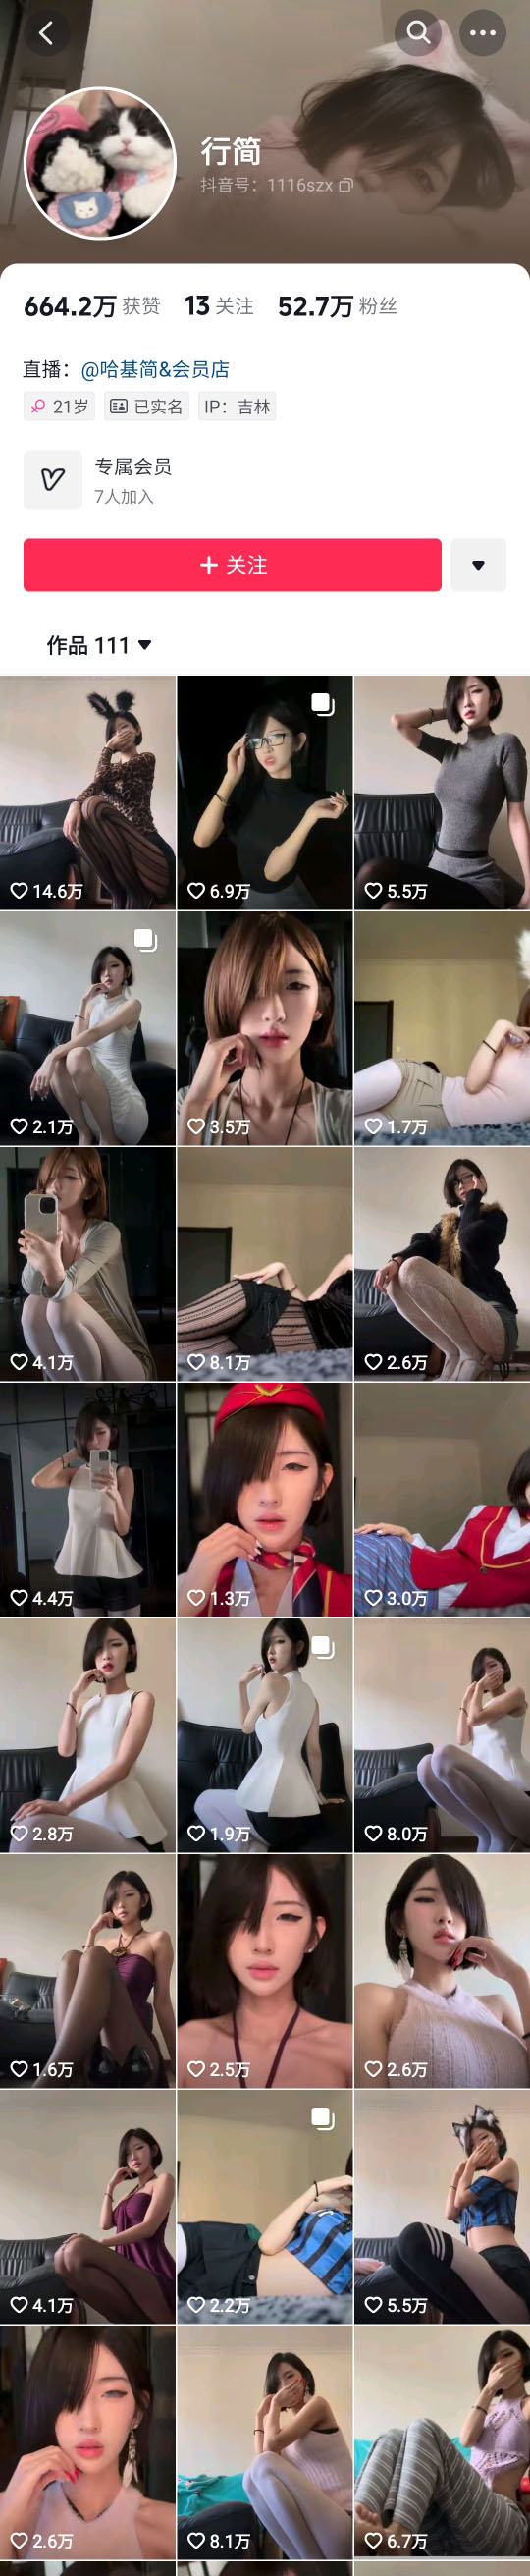 行简
抖音号：1116szx
664.2万 获赞 13 关注 52.7万 粉丝
直播：@哈基简&会员店
21岁 已实名 IP：吉林
专属会员
7人加入
+ 关注
作品 111
14.6万 6.9万 5.5万
2.1万 3.5万 1.7万
4.1万 8.1万 2.6万
4.4万 1.3万 3.0万
2.8万 1.9万 8.0万
1.6万 2.5万 2.6万
4.1万 2.2万 5.5万
2.6万 8.1万 6.7万